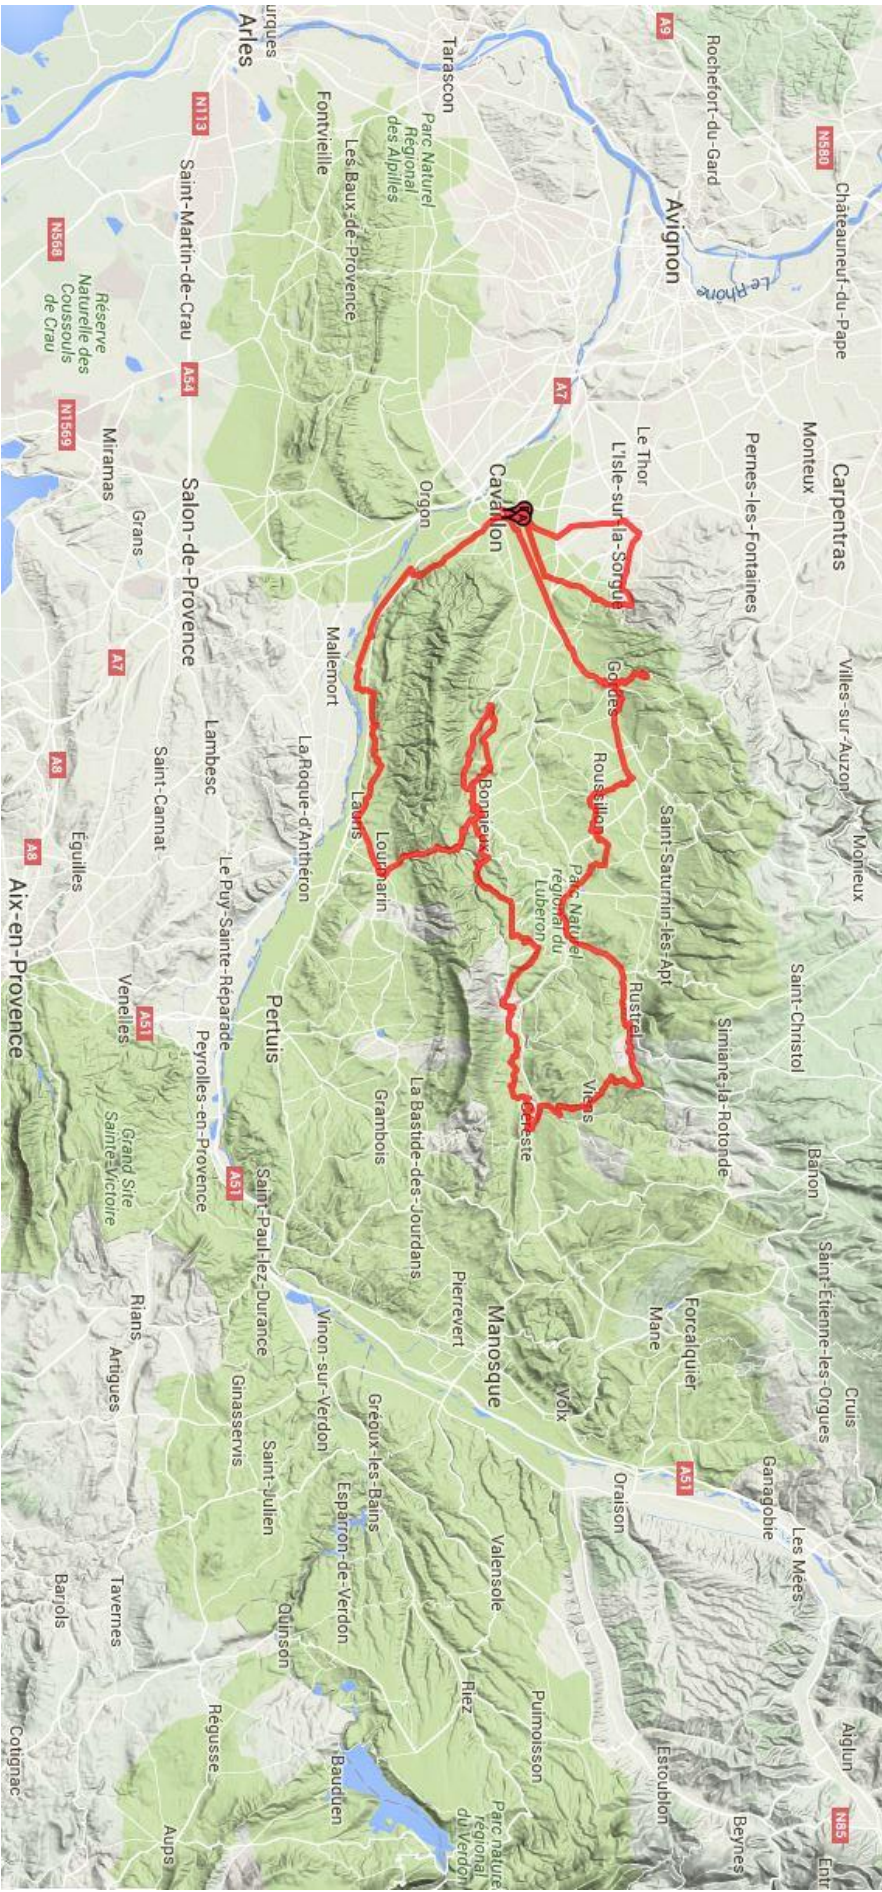 Châteauneuf-du-Pape
Monteux
Carpentras
Villes-sur-Auzon
Monieux
N580
Pernes-les-Fontaines
Saint-Christol
Banon
Saint-Étienne-les-Orgues
Cruis
Rochefort-du-Gard
Le Rhône
Simiane-la-Rotonde
Ganagobie
Les Mées
Aiglun
N85
Entr
A9
Avignon
Le Thor
L'Isle-sur-la-Sorgue
Gordes
Saint-Saturnin-lès-Apt
Rustrel
Forcalquier
Mane
A51
Oraison
Estoublon
Beynes
A7
Roussillon
Parc Naturel
régional du
Luberon
Viens
Volx
Tarascon
Cavaillon
Bonnieux
Céreste
Manosque
Valensole
Puimoisson
Parc Naturel
Régional
des Alpilles
Orgon
La Bastide-des-Jourdans
Pierrevert
Riez
Parc naturel
régional
du Verdon
Les Baux-de-Provence
Fontvieille
Mallemort
Lauris
Lourmarin
Grambois
Gréoux-les-Bains
Vinon-sur-Verdon
Esparron-de-Verdon
Bauduen
urques
Arles
La Roque-d'Anthéron
Pertuis
Saint-Paul-lez-Durance
A51
Saint-Julien
Quinson
N113
Saint-Martin-de-Crau
A54
Salon-de-Provence
Lambesc
Le Puy-Sainte-Réparade
Peyrolles-en-Provence
Ginasservis
Régusse
Réserve
Naturelle des
Coussouls
de Crau
Miramas
Grans
A7
Saint-Cannat
Venelles
A51
Grand Site
Sainte-Victoire
Rians
Artigues
Tavernes
Aups
N568
N1569
A8
Éguilles
A8
Aix-en-Provence
Barjols
Cotignac